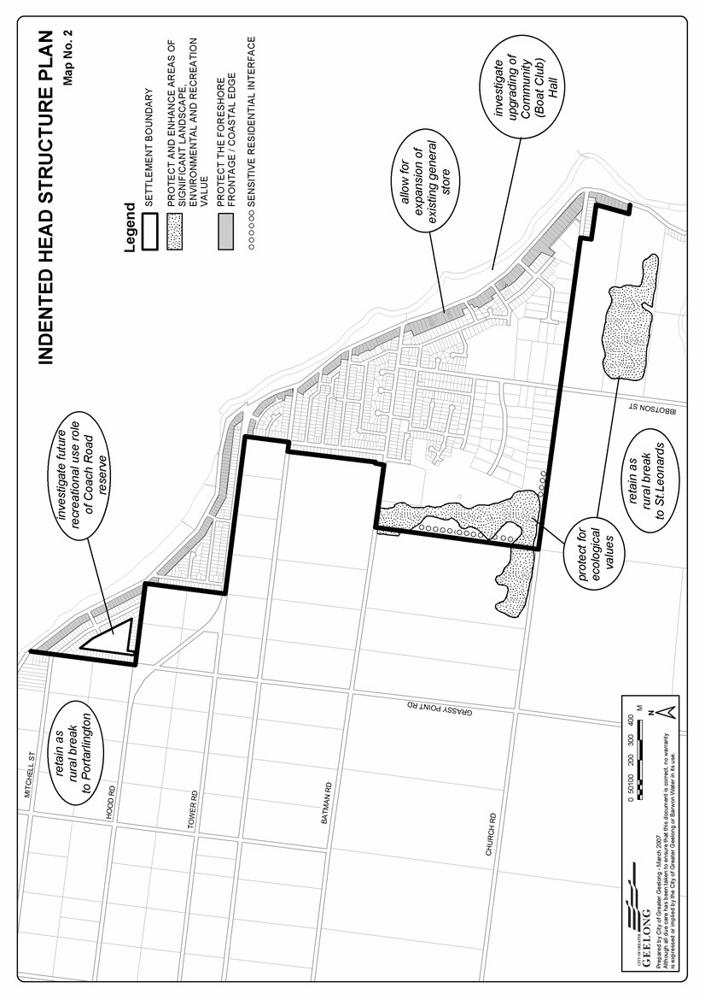 INDENTED HEAD STRUCTURE PLAN
Map No. 2
Legend
SETTLEMENT BOUNDARY
PROTECT AND ENHANCE AREAS OF
SIGNIFICANT LANDSCAPE,
ENVIRONMENTAL AND RECREATION
VALUE
PROTECT THE FORESHORE
FRONTAGE / COASTAL EDGE
SENSITIVE RESIDENTIAL INTERFACE
investigate
upgrading of
Community
(Boat Club)
Hall
allow for
expansion of
existing general
store
investigate future
recreational use role
of Coach Road
reserve
retain as
rural break
to Portarlington
retain as
rural break
to St.Leonards
protect for
ecological
values
MITCHELL ST
HOOD RD
TOWER RD
BATMAN RD
CHURCH RD
GRASSY POINT RD
IBBOTSON ST
0 50100 200 300 400
M
N
CITY OF GREATER
GEELONG
Prepared by City of Greater Geelong - March 2007
Although all due care has been taken to ensure that this document is correct, no warranty
is expressed or implied by the City of Greater Geelong or Barwon Water in its use.